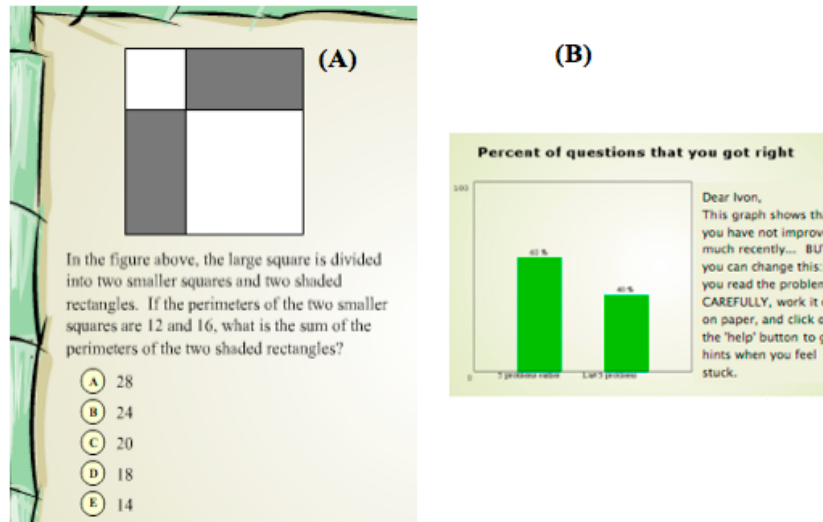 (A)
In the figure above, the large square is divided
into two smaller squares and two shaded
rectangles. If the perimeters of the two smaller
squares are 12 and 16, what is the sum of the
perimeters of the two shaded rectangles?
A 28
B 24
C 20
D 18
E 14
(B)
Percent of questions that you got right
100
40 %
0
Last 5 problems
Dear Ivon,
This graph shows th
you have not improv
much recently... BU
you can change this:
you read the problem
CAREFULLY, work it
on paper, and click o
the 'help' button to g
hints when you feel
stuck.